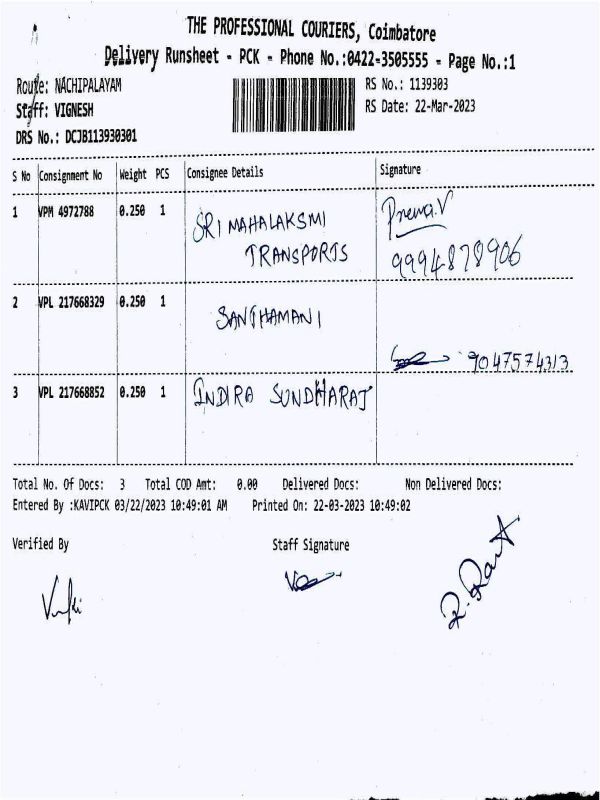 THE PROFESSIONAL COURIERS, Coimbatore
Delivery Runsheet - PCK - Phone No.:0422-3505555 - Page No.:1
Route: NACHIPALAYAM
RS No.: 1139303
Staff: VIGNESH
RS Date: 22-Mar-2023
DRS No.: DCJB113930301
S No Consignment No Weight PCS Consignee Details Signature
1 VPM 4972788 0.250 1 SRI MAHALAKSMI TRANSPORTS Prema.V
9994878906
2 VPL 217668329 0.250 1 SANTHAMANI
9047574313
3 VPL 217668852 0.250 1 INDIRA SUNDHARAJ
Total No. Of Docs: 3 Total COD Amt: 0.00 Delivered Docs: Non Delivered Docs:
Entered By :KAVIPCK 03/22/2023 10:49:01 AM Printed On: 22-03-2023 10:49:02
Verified By Staff Signature